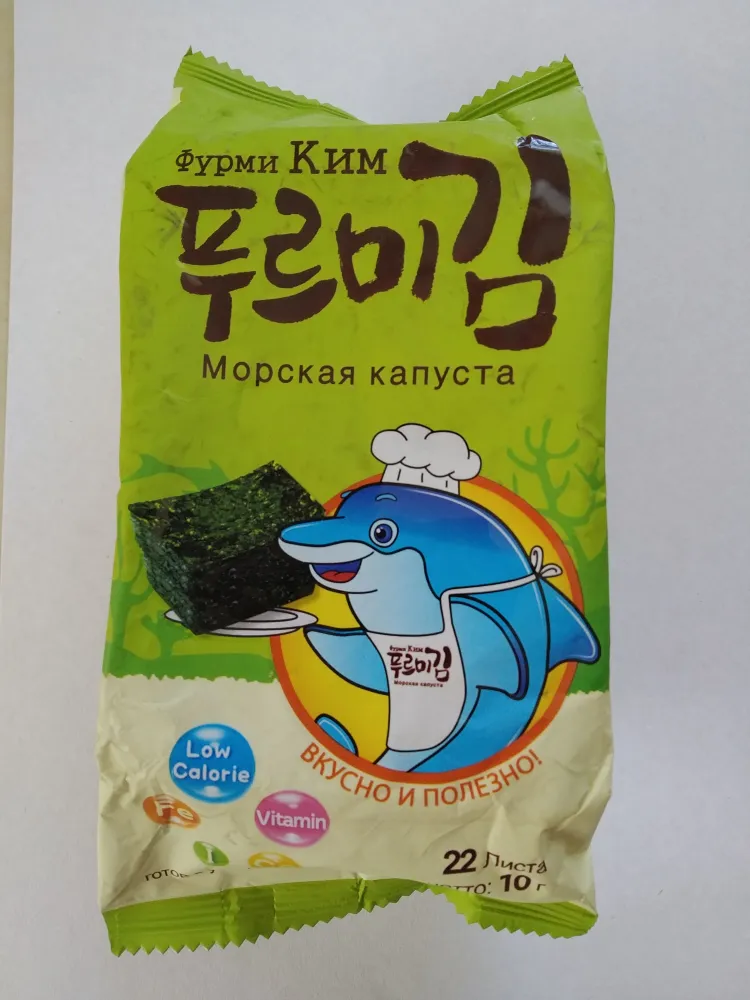 Фурми Ким
푸르미김
Морская капуста
Фурми Ким
푸르미김
Морская капуста
ВКУСНО И ПОЛЕЗНО!
Low
Calorie
Fe
Vitamin
I
22 Листа
10 г